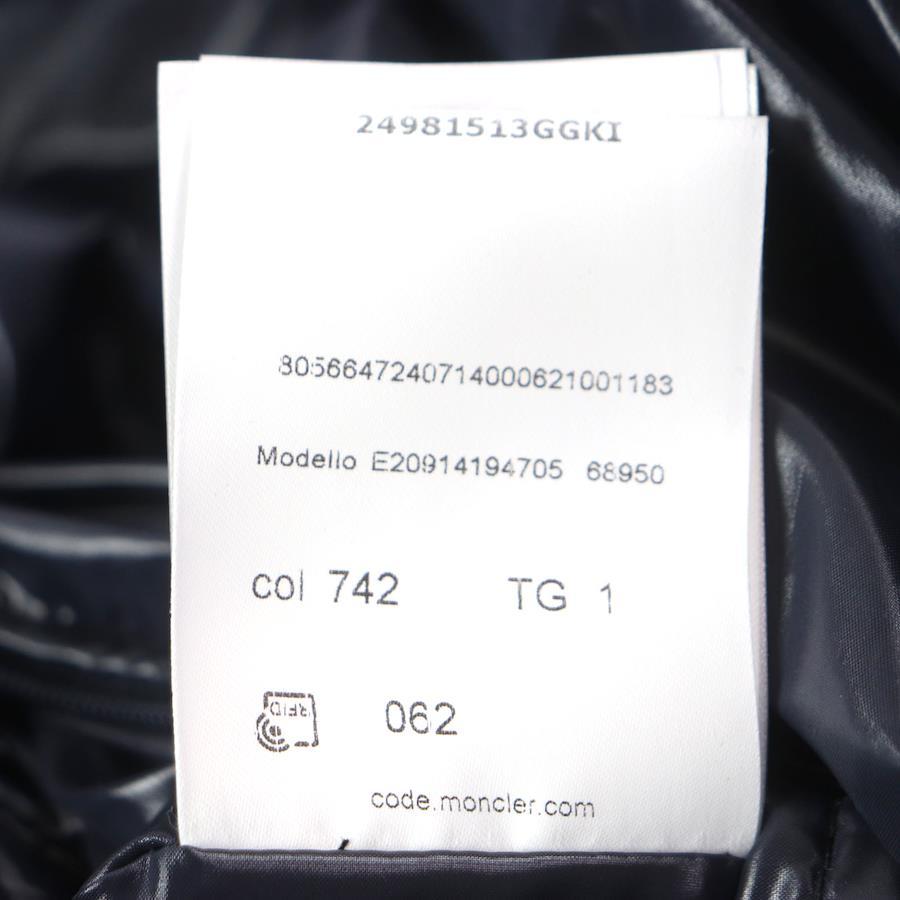 24981513GGKI
8056647240714000621001183
Modello E20914194705 68950
col 742 TG 1
RFID 062
code.moncler.com